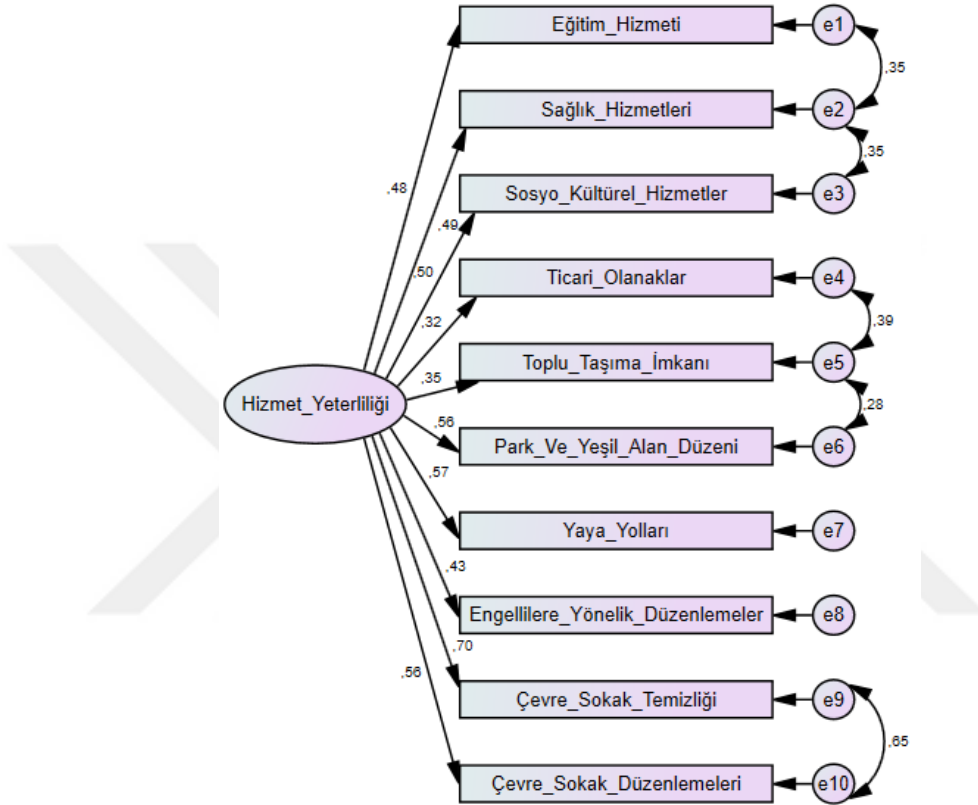 Eğitim_Hizmeti
e1
,35
Sağlık_Hizmetleri
e2
,35
,48
Sosyo_Kültürel_Hizmetler
e3
,49
,50
Ticari_Olanaklar
e4
,32
,39
Toplu_Taşıma_İmkanı
e5
,35
Hizmet_Yeterliliği
,28
,56
Park_Ve_Yeşil_Alan_Düzeni
e6
,57
Yaya_Yolları
e7
,43
Engellilere_Yönelik_Düzenlemeler
e8
,70
,56
Çevre_Sokak_Temizliği
e9
,65
Çevre_Sokak_Düzenlemeleri
e10